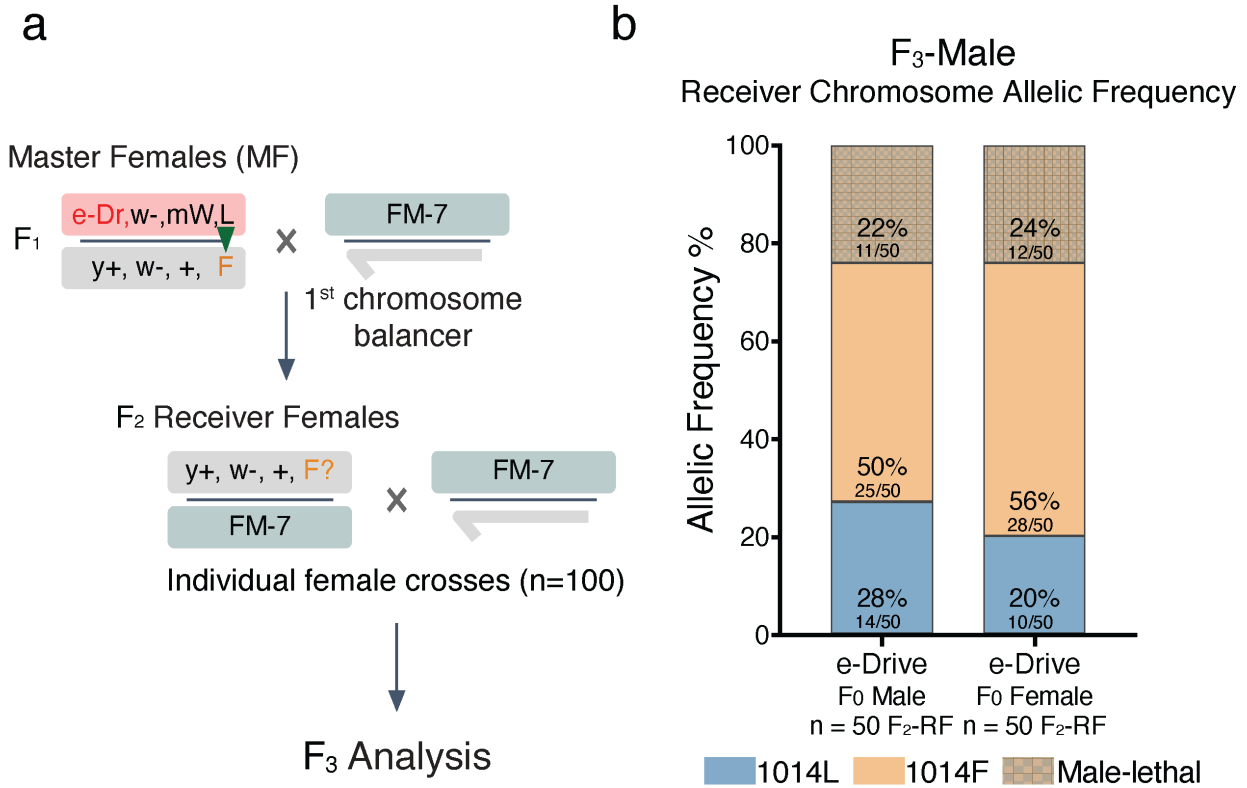 a
Master Females (MF)
F1
e-Dr,w-,mW,L
y+, w-, +, F
×
FM-7
1st chromosome
balancer
F2 Receiver Females
y+, w-, +, F?
FM-7
×
FM-7
Individual female crosses (n=100)
F3 Analysis
b
F3-Male
Receiver Chromosome Allelic Frequency
Allelic Frequency %
100
80
60
40
20
0
22%
11/50
50%
25/50
28%
14/50
24%
12/50
56%
28/50
20%
10/50
e-Drive
F0 Male
n = 50 F2-RF
e-Drive
F0 Female
n = 50 F2-RF
1014L
1014F
Male-lethal